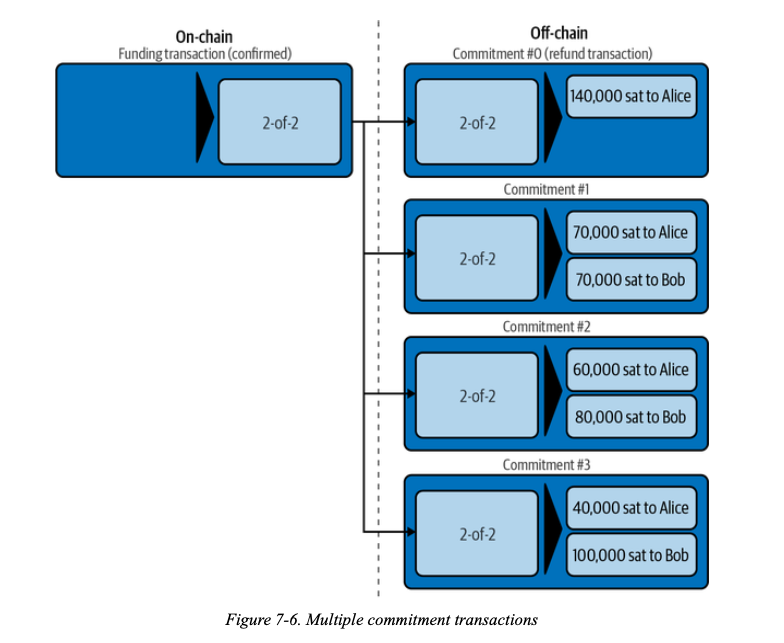 On-chain
Funding transaction (confirmed)
2-of-2
Off-chain
Commitment #0 (refund transaction)
2-of-2
140,000 sat to Alice
Commitment #1
2-of-2
70,000 sat to Alice
70,000 sat to Bob
Commitment #2
2-of-2
60,000 sat to Alice
80,000 sat to Bob
Commitment #3
2-of-2
40,000 sat to Alice
100,000 sat to Bob
Figure 7-6. Multiple commitment transactions